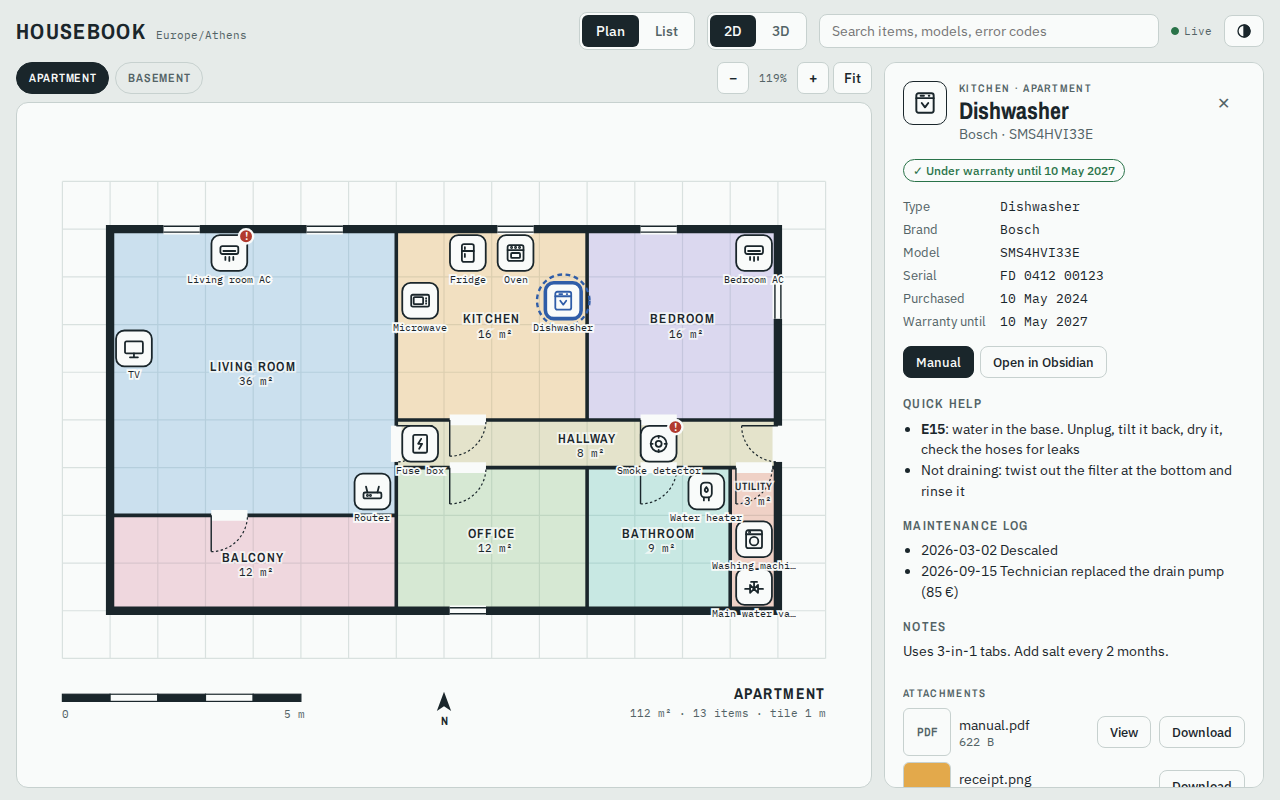 HOUSEBOOK Europe/Athens
Plan List 2D 3D Search items, models, error codes Live
APARTMENT BASEMENT − 119% + Fit
Living room AC
Fridge Oven Bedroom AC
Microwave KITCHEN 16 m² Dishwasher
BEDROOM
16 m²
TV
LIVING ROOM
36 m²
HALLWAY
8 m²
Fuse box Smoke detector
UTILITY
3 m²
Router Water heater
OFFICE
12 m²
BATHROOM
9 m²
BALCONY
12 m²
Washing machi…
Main water va…
0 5 m
N
APARTMENT
112 m² · 13 items · tile 1 m
KITCHEN · APARTMENT
Dishwasher
Bosch · SMS4HVI33E
✕
✓ Under warranty until 10 May 2027
Type Dishwasher
Brand Bosch
Model SMS4HVI33E
Serial FD 0412 00123
Purchased 10 May 2024
Warranty until 10 May 2027
Manual Open in Obsidian
QUICK HELP
• E15: water in the base. Unplug, tilt it back, dry it,
check the hoses for leaks
• Not draining: twist out the filter at the bottom and
rinse it
MAINTENANCE LOG
• 2026-03-02 Descaled
• 2026-09-15 Technician replaced the drain pump
(85 €)
NOTES
Uses 3-in-1 tabs. Add salt every 2 months.
ATTACHMENTS
PDF manual.pdf View Download
622 B
receipt.png Download